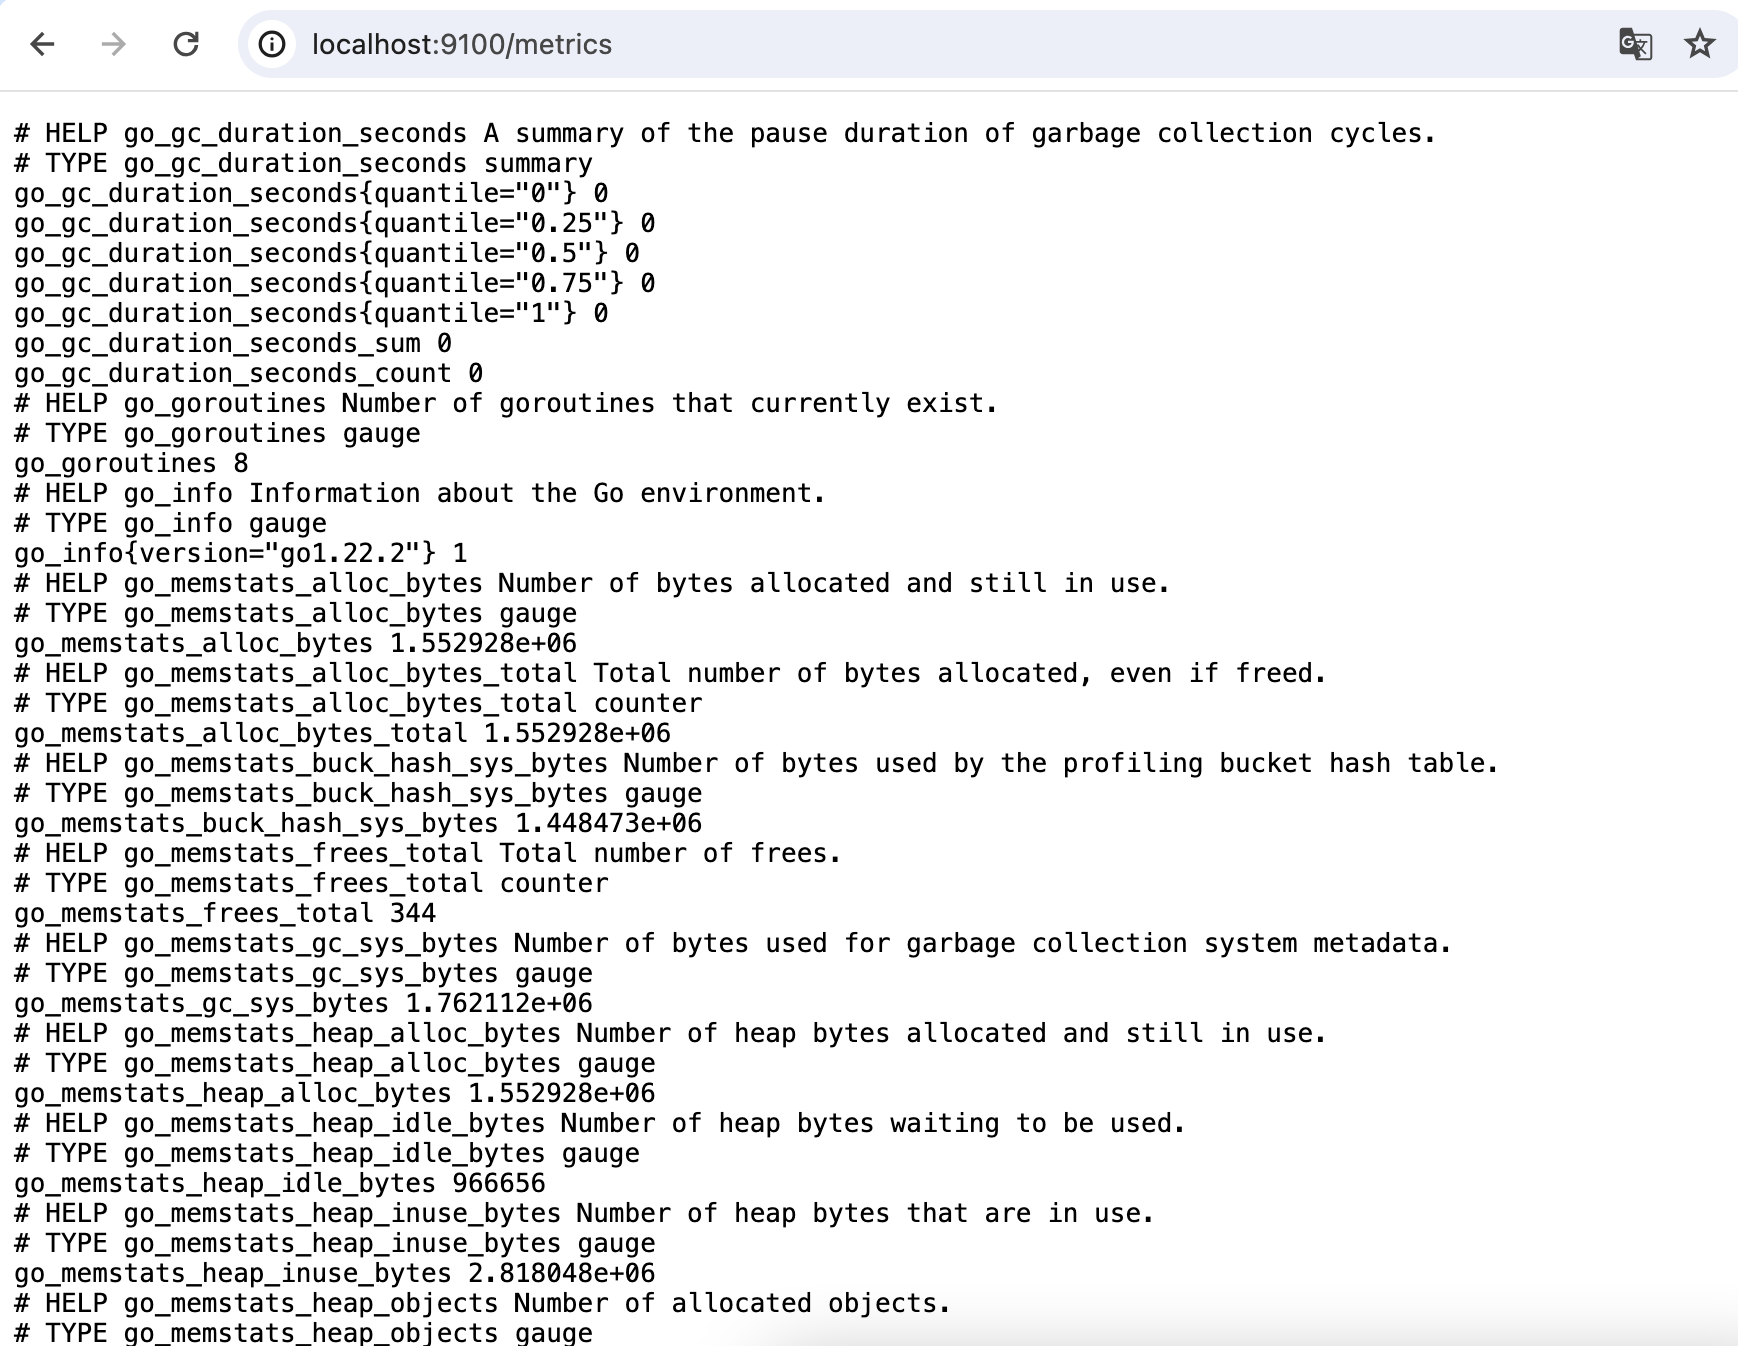 localhost:9100/metrics
# HELP go_gc_duration_seconds A summary of the pause duration of garbage collection cycles.
# TYPE go_gc_duration_seconds summary
go_gc_duration_seconds{quantile="0"} 0
go_gc_duration_seconds{quantile="0.25"} 0
go_gc_duration_seconds{quantile="0.5"} 0
go_gc_duration_seconds{quantile="0.75"} 0
go_gc_duration_seconds{quantile="1"} 0
go_gc_duration_seconds_sum 0
go_gc_duration_seconds_count 0
# HELP go_goroutines Number of goroutines that currently exist.
# TYPE go_goroutines gauge
go_goroutines 8
# HELP go_info Information about the Go environment.
# TYPE go_info gauge
go_info{version="go1.22.2"} 1
# HELP go_memstats_alloc_bytes Number of bytes allocated and still in use.
# TYPE go_memstats_alloc_bytes gauge
go_memstats_alloc_bytes 1.552928e+06
# HELP go_memstats_alloc_bytes_total Total number of bytes allocated, even if freed.
# TYPE go_memstats_alloc_bytes_total counter
go_memstats_alloc_bytes_total 1.552928e+06
# HELP go_memstats_buck_hash_sys_bytes Number of bytes used by the profiling bucket hash table.
# TYPE go_memstats_buck_hash_sys_bytes gauge
go_memstats_buck_hash_sys_bytes 1.448473e+06
# HELP go_memstats_frees_total Total number of frees.
# TYPE go_memstats_frees_total counter
go_memstats_frees_total 344
# HELP go_memstats_gc_sys_bytes Number of bytes used for garbage collection system metadata.
# TYPE go_memstats_gc_sys_bytes gauge
go_memstats_gc_sys_bytes 1.762112e+06
# HELP go_memstats_heap_alloc_bytes Number of heap bytes allocated and still in use.
# TYPE go_memstats_heap_alloc_bytes gauge
go_memstats_heap_alloc_bytes 1.552928e+06
# HELP go_memstats_heap_idle_bytes Number of heap bytes waiting to be used.
# TYPE go_memstats_heap_idle_bytes gauge
go_memstats_heap_idle_bytes 966656
# HELP go_memstats_heap_inuse_bytes Number of heap bytes that are in use.
# TYPE go_memstats_heap_inuse_bytes gauge
go_memstats_heap_inuse_bytes 2.818048e+06
# HELP go_memstats_heap_objects Number of allocated objects.
# TYPE go_memstats_heap_objects gauge